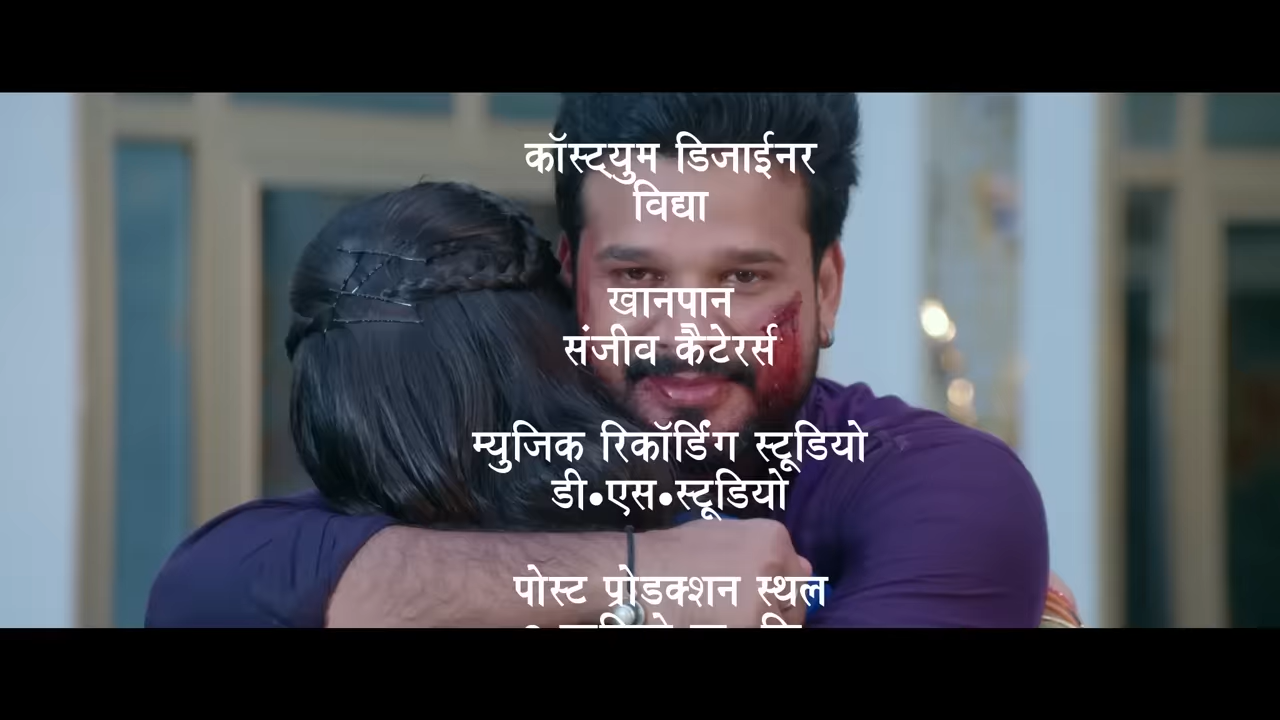 कॉस्ट्युम डिजाईनर
विद्या
खानपान
संजीव कैटेरर्स
म्युजिक रिकॉर्डिंग स्टूडियो
डी•एस•स्टूडियो
पोस्ट प्रोडक्शन स्थल